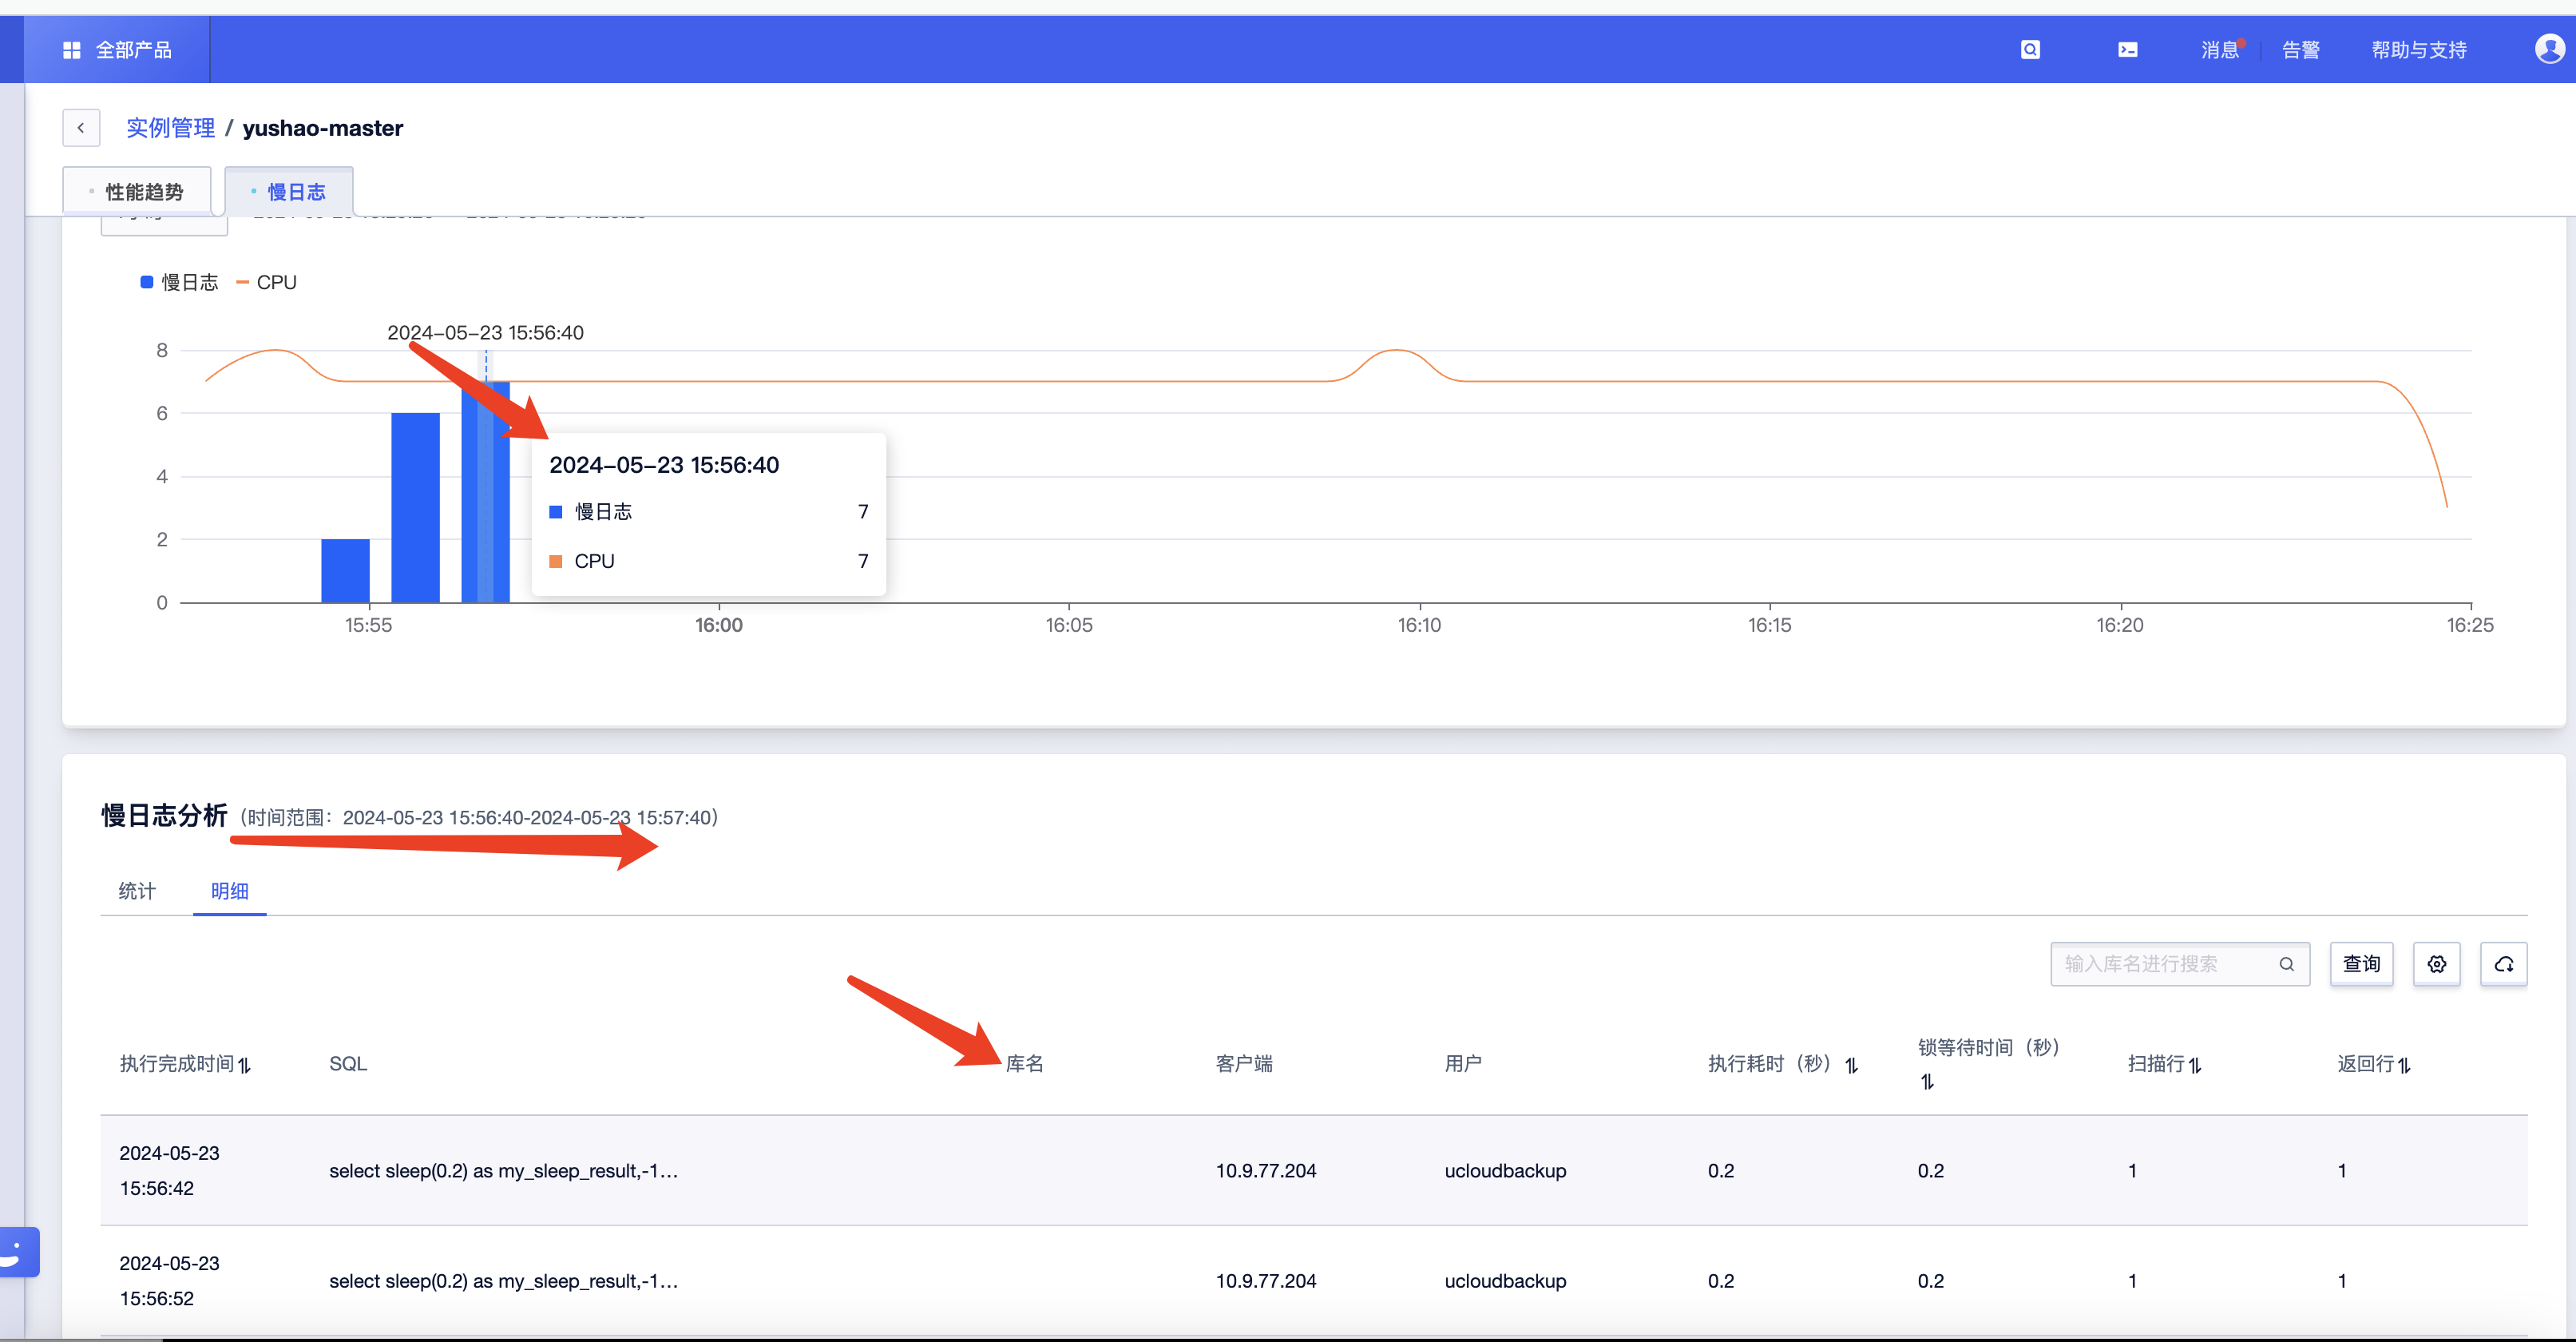 全部产品
消息
告警
帮助与支持
实例管理 / yushao-master
性能趋势
慢日志
慢日志
CPU
2024-05-23 15:56:40
8
6
4
2
0
2024-05-23 15:56:40
慢日志 7
CPU 7
15:55 16:00 16:05 16:10 16:15 16:20 16:25
慢日志分析 (时间范围：2024-05-23 15:56:40-2024-05-23 15:57:40)
统计 明细
输入库名进行搜索
查询
执行完成时间 SQL 库名 客户端 用户 执行耗时（秒） 锁等待时间（秒） 扫描行 返回行
2024-05-23
15:56:42
select sleep(0.2) as my_sleep_result,-1... 10.9.77.204 ucloudbackup 0.2 0.2 1 1
2024-05-23
15:56:52
select sleep(0.2) as my_sleep_result,-1... 10.9.77.204 ucloudbackup 0.2 0.2 1 1